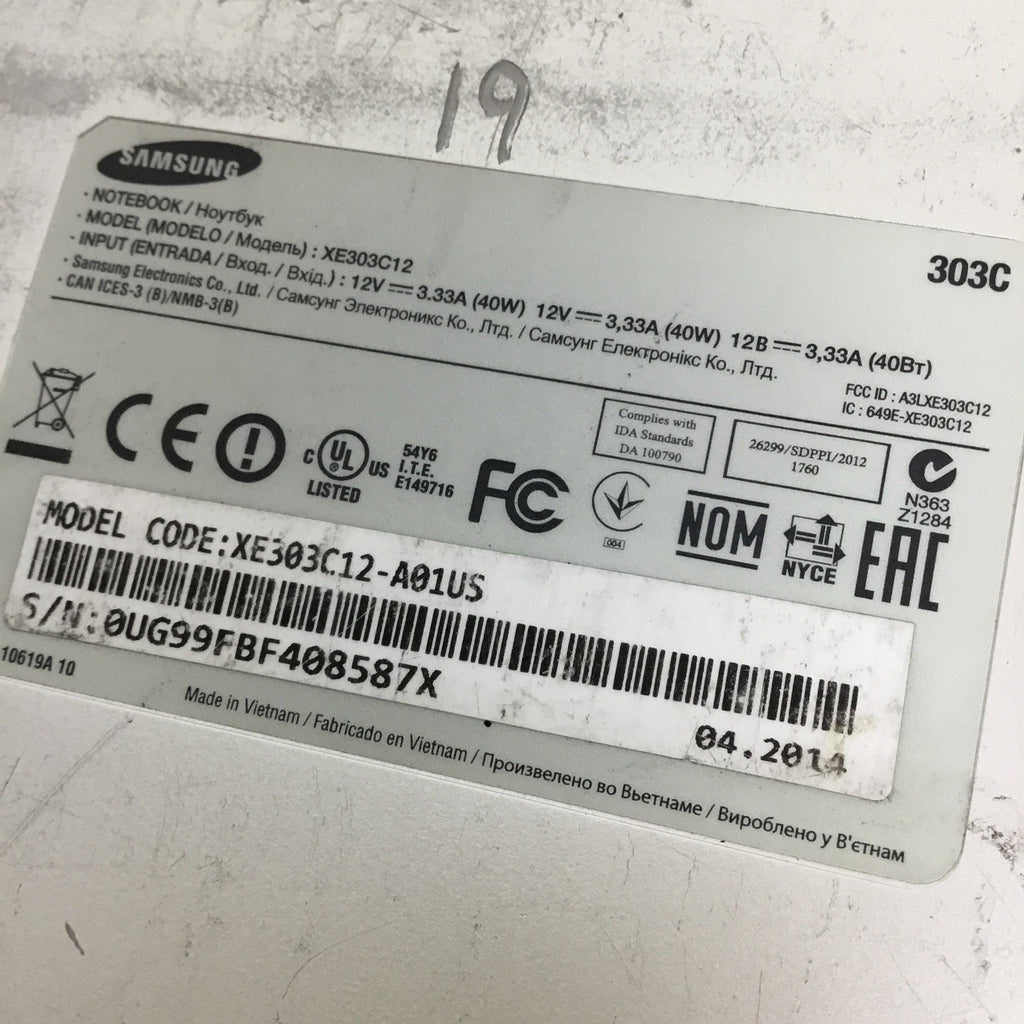 19
SAMSUNG
303C
· NOTEBOOK / Ноутбук
· MODEL (MODELO / Модель) : XE303C12
· INPUT (ENTRADA / Вход. / Вхід.) : 12V ⎓ 3.33A (40W) 12V ⎓ 3,33A (40W) 12В ⎓ 3,33А (40Вт)
· Samsung Electronics Co., Ltd. / Самсунг Электроникс Ко., Лтд. / Самсунг Електронікс Ко., Лтд.
· CAN ICES-3 (B)/NMB-3(B)
FCC ID : A3LXE303C12
IC : 649E-XE303C12
CE
c UL US
LISTED
54Y6
I.T.E.
E149716
FC
004
Complies with
IDA Standards
DA 100790
26299/SDPPI/2012
1760
N363
Z1284
NOM
NYCE
EAC
MODEL CODE:XE303C12-A01US
S/N:0UG99FBF408587X
04.2014
10619A 10
Made in Vietnam / Fabricado en Vietnam / Произвелено во Вьетнаме / Вироблено у В'єтнам